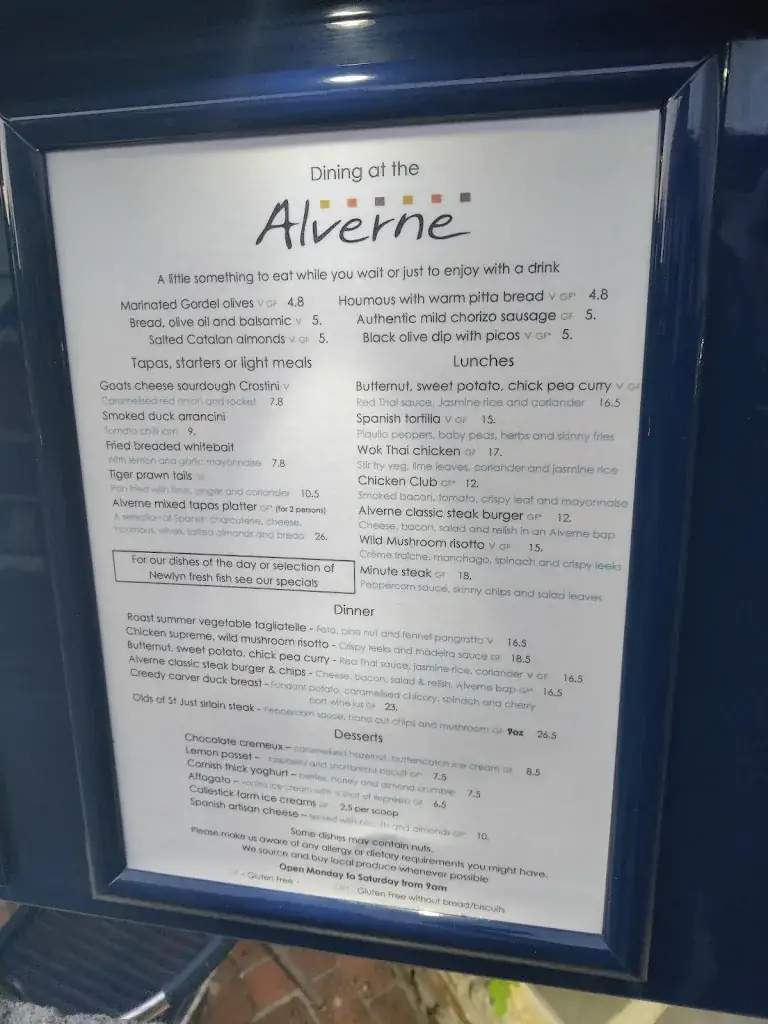 Dining at the
Alverne
A little something to eat while you wait or just to enjoy with a drink
Marinated Gordel olives V GF 4.8
Bread, olive oil and balsamic V 5.
Salted Catalan almonds V GF 5.
Houmous with warm pitta bread V GF* 4.8
Authentic mild chorizo sausage GF 5.
Black olive dip with picos V GF* 5.
Tapas, starters or light meals
Goats cheese sourdough Crostini V
Caramelised red onion and rocket 7.8
Smoked duck arrancini
Tomato chilli jam 9.
Fried breaded whitebait
With lemon and garlic mayonnaise 7.8
Tiger prawn tails
Pan fried with lime, ginger and coriander 10.5
Alverne mixed tapas platter GF* (for 2 persons)
A selection of Spanish charcuterie, cheese,
houmous, olives, salted almonds and bread 26.
For our dishes of the day or selection of
Newlyn fresh fish see our specials
Lunches
Butternut, sweet potato, chick pea curry V GF
Red Thai sauce, Jasmine rice and coriander 16.5
Spanish tortilla V GF 15.
Piquillo peppers, baby peas, herbs and skinny fries
Wok Thai chicken GF 17.
Stir fry veg, lime leaves, coriander and jasmine rice
Chicken Club GF* 12.
Smoked bacon, tomato, crispy leaf and mayonnaise
Alverne classic steak burger GF* 12.
Cheese, bacon, salad and relish in an Alverne bap
Wild Mushroom risotto V GF 15.
Crème fraîche, manchago, spinach and crispy leeks
Minute steak GF 18.
Peppercorn sauce, skinny chips and salad leaves
Dinner
Roast summer vegetable tagliatelle - Feta, pine nut and fennel pangratto V 16.5
Chicken supreme, wild mushroom risotto - Crispy leeks and madeira sauce GF 18.5
Butternut, sweet potato, chick pea curry - Red Thai sauce, jasmine rice, coriander V GF 16.5
Alverne classic steak burger & chips - Cheese, bacon, salad & relish, Alverne bap GF* 16.5
Creedy carver duck breast - Fondant potato, caramelised chicory, spinach and cherry
port wine jus GF 23.
Olds of St Just sirloin steak - Peppercorn sauce, hand cut chips and mushroom GF 9oz 26.5
Desserts
Chocolate cremeux – caramelised hazelnut, butterscotch ice cream GF 8.5
Lemon posset – raspberry and shortbread biscuit GF* 7.5
Cornish thick yoghurt – berries, honey and almond crumble 7.5
Affogato – vanilla ice cream with a shot of espresso GF 6.5
Callestick farm ice creams GF 2.5 per scoop
Spanish artisan cheese – served with and almonds GF* 10.
Some dishes may contain nuts.
Please make us aware of any allergy or dietary requirements you might have.
We source and buy local produce whenever possible
Open Monday to Saturday from 9am
- Gluten Free - Gluten Free without bread/biscuits